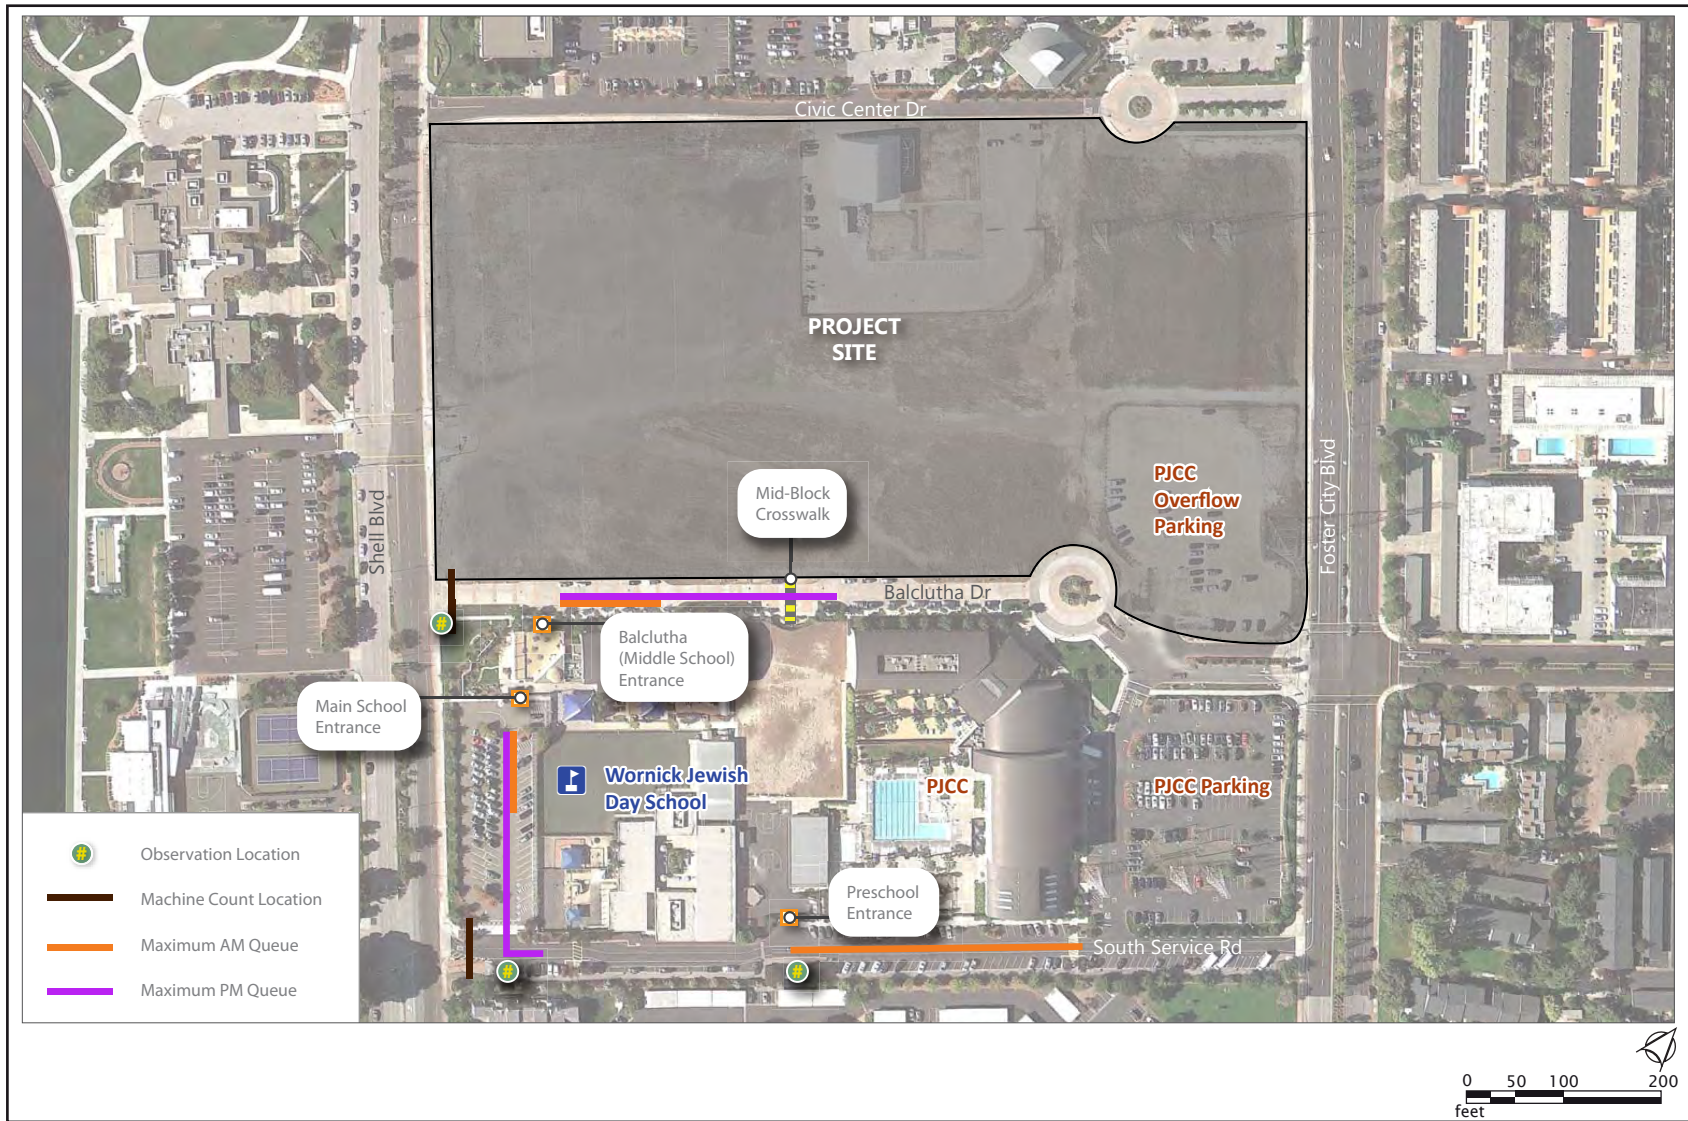 Civic Center Dr
PROJECT
SITE
Shell Blvd
Foster City Blvd
PJCC
Overflow
Parking
Mid-Block
Crosswalk
Balclutha Dr
Balclutha
(Middle School)
Entrance
Main School
Entrance
Wornick Jewish
Day School
PJCC
PJCC Parking
Preschool
Entrance
South Service Rd
#
#
#
# Observation Location
Machine Count Location
Maximum AM Queue
Maximum PM Queue
0 50 100 200
feet